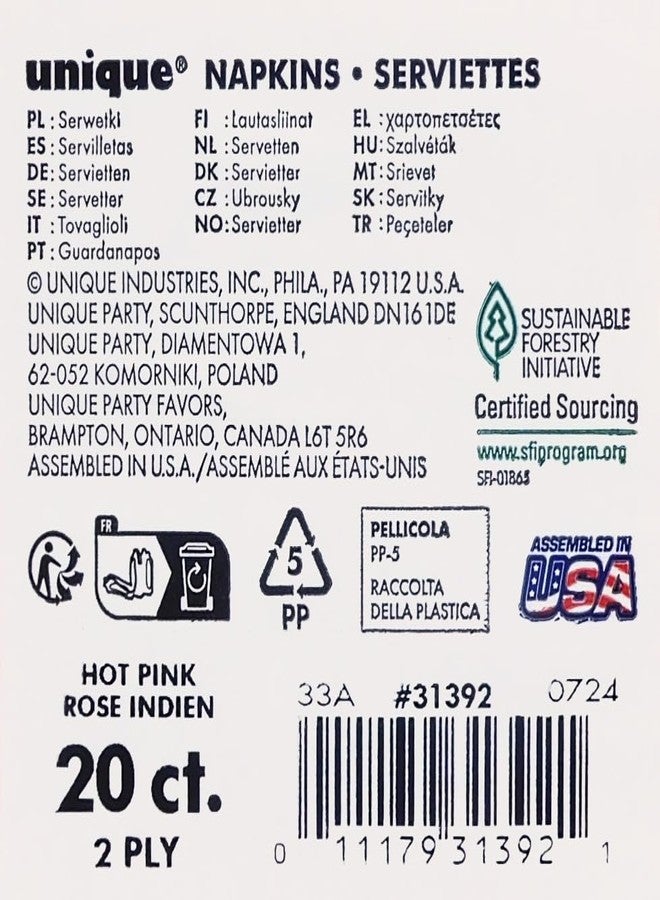 unique® NAPKINS • SERVIETTES
PL : Serwetki
ES : Servilletas
DE: Servietten
SE : Servetter
IT : Tovaglioli
PT : Guardanapos
FI : Lautasliinat
NL : Servetten
DK : Servietter
CZ : Ubrousky
NO: Servietter
EL : χαρτοπετσέτες
HU: Szalvéták
MT: Srievet
SK : Servítky
TR : Peçeteler
© UNIQUE INDUSTRIES, INC., PHILA., PA 19112 U.S.A.
UNIQUE PARTY, SCUNTHORPE, ENGLAND DN16 1DE
UNIQUE PARTY, DIAMENTOWA 1,
62-052 KOMORNIKI, POLAND
UNIQUE PARTY FAVORS,
BRAMPTON, ONTARIO, CANADA L6T 5R6
ASSEMBLED IN U.S.A./ASSEMBLÉ AUX ÉTATS-UNIS
SUSTAINABLE
FORESTRY
INITIATIVE
Certified Sourcing
www.sfiprogram.org
SFI-01865
FR
5
PP
PELLICOLA
PP-5
RACCOLTA
DELLA PLASTICA
ASSEMBLED IN
USA
HOT PINK
ROSE INDIEN
20 ct.
2 PLY
33A #31392 0724
0 11179 31392 1